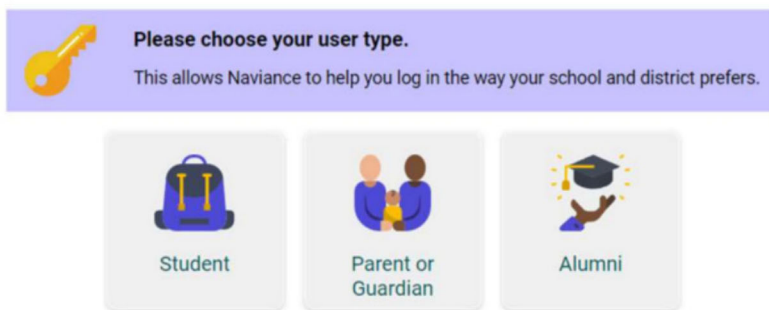 Please choose your user type.
This allows Naviance to help you log in the way your school and district prefers.
Student
Parent or
Guardian
Alumni